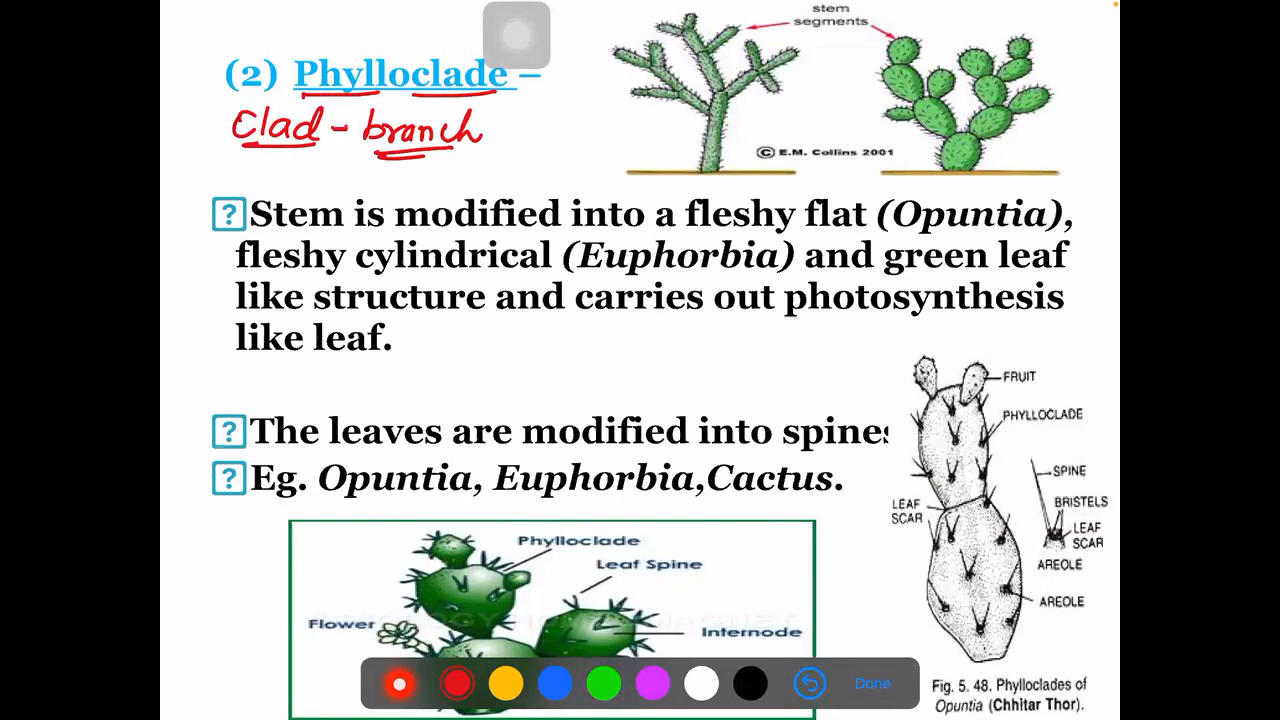 stem
segments
(2) Phylloclade –
Clad - branch
© E.M. Collins 2001
Stem is modified into a fleshy flat (Opuntia),
fleshy cylindrical (Euphorbia) and green leaf
like structure and carries out photosynthesis
like leaf.
The leaves are modified into spines
Eg. Opuntia, Euphorbia,Cactus.
FRUIT
PHYLLOCLADE
SPINE
BRISTELS
LEAF
SCAR
LEAF
SCAR
AREOLE
AREOLE
Fig. 5. 48. Phylloclades of
Opuntia (Chhitar Thor).
Phylloclade
Leaf Spine
Flower
Internode
Done